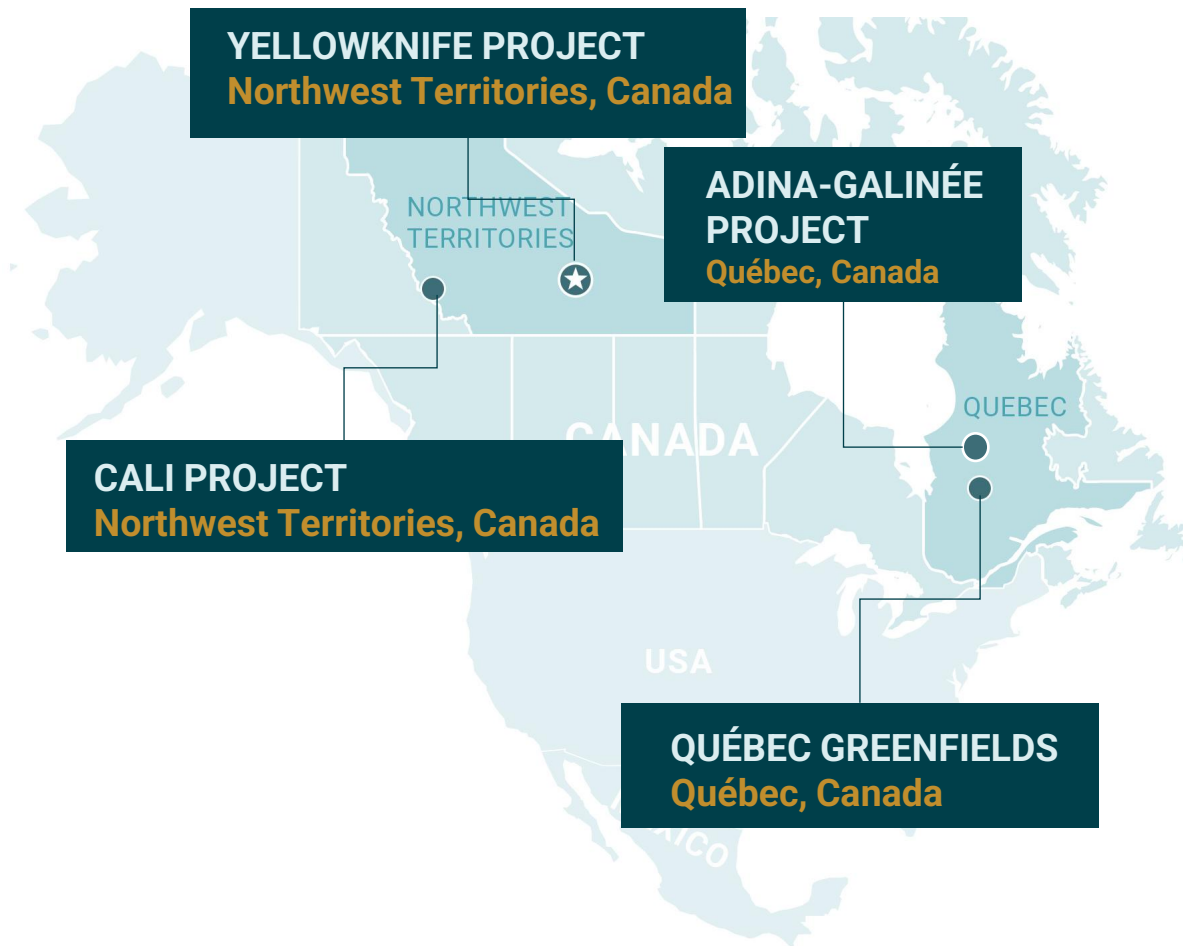 YELLOWKNIFE PROJECT
Northwest Territories, Canada
ADINA-GALINÉE
PROJECT
Québec, Canada
NORTHWEST
TERRITORIES
QUEBEC
CANADA
CALI PROJECT
Northwest Territories, Canada
USA
QUÉBEC GREENFIELDS
Québec, Canada
MEXICO